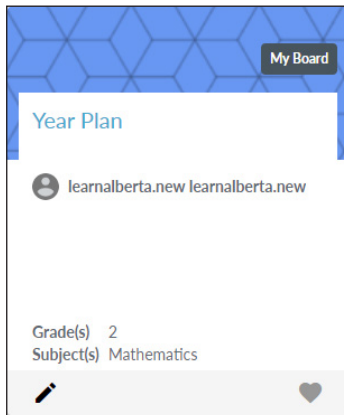 My Board
Year Plan
learnalberta.new learnalberta.new
Grade(s) 2
Subject(s) Mathematics